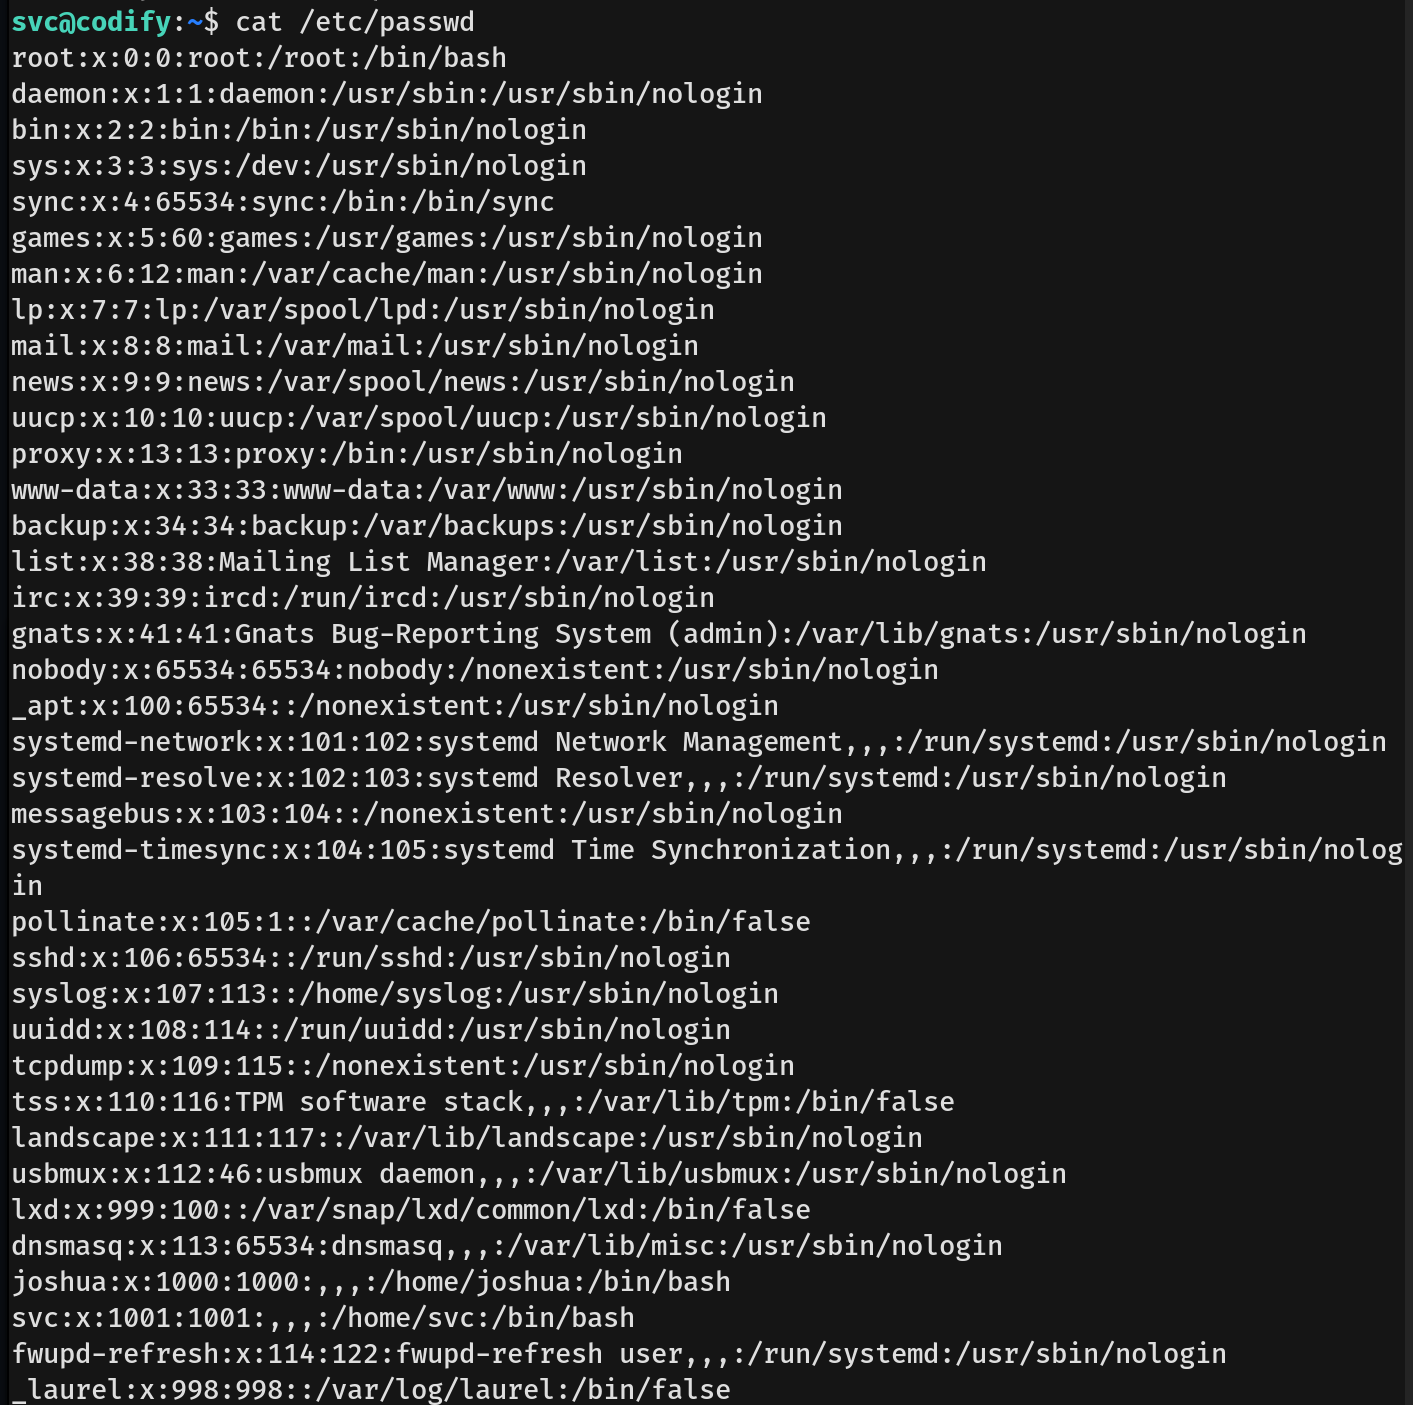 svc@codify:~$ cat /etc/passwd
root:x:0:0:root:/root:/bin/bash
daemon:x:1:1:daemon:/usr/sbin:/usr/sbin/nologin
bin:x:2:2:bin:/bin:/usr/sbin/nologin
sys:x:3:3:sys:/dev:/usr/sbin/nologin
sync:x:4:65534:sync:/bin:/bin/sync
games:x:5:60:games:/usr/games:/usr/sbin/nologin
man:x:6:12:man:/var/cache/man:/usr/sbin/nologin
lp:x:7:7:lp:/var/spool/lpd:/usr/sbin/nologin
mail:x:8:8:mail:/var/mail:/usr/sbin/nologin
news:x:9:9:news:/var/spool/news:/usr/sbin/nologin
uucp:x:10:10:uucp:/var/spool/uucp:/usr/sbin/nologin
proxy:x:13:13:proxy:/bin:/usr/sbin/nologin
www-data:x:33:33:www-data:/var/www:/usr/sbin/nologin
backup:x:34:34:backup:/var/backups:/usr/sbin/nologin
list:x:38:38:Mailing List Manager:/var/list:/usr/sbin/nologin
irc:x:39:39:ircd:/run/ircd:/usr/sbin/nologin
gnats:x:41:41:Gnats Bug-Reporting System (admin):/var/lib/gnats:/usr/sbin/nologin
nobody:x:65534:65534:nobody:/nonexistent:/usr/sbin/nologin
_apt:x:100:65534::/nonexistent:/usr/sbin/nologin
systemd-network:x:101:102:systemd Network Management,,,:/run/systemd:/usr/sbin/nologin
systemd-resolve:x:102:103:systemd Resolver,,,:/run/systemd:/usr/sbin/nologin
messagebus:x:103:104::/nonexistent:/usr/sbin/nologin
systemd-timesync:x:104:105:systemd Time Synchronization,,,:/run/systemd:/usr/sbin/nolog
in
pollinate:x:105:1::/var/cache/pollinate:/bin/false
sshd:x:106:65534::/run/sshd:/usr/sbin/nologin
syslog:x:107:113::/home/syslog:/usr/sbin/nologin
uuidd:x:108:114::/run/uuidd:/usr/sbin/nologin
tcpdump:x:109:115::/nonexistent:/usr/sbin/nologin
tss:x:110:116:TPM software stack,,,:/var/lib/tpm:/bin/false
landscape:x:111:117::/var/lib/landscape:/usr/sbin/nologin
usbmux:x:112:46:usbmux daemon,,,:/var/lib/usbmux:/usr/sbin/nologin
lxd:x:999:100::/var/snap/lxd/common/lxd:/bin/false
dnsmasq:x:113:65534:dnsmasq,,,:/var/lib/misc:/usr/sbin/nologin
joshua:x:1000:1000:,,,:/home/joshua:/bin/bash
svc:x:1001:1001:,,,:/home/svc:/bin/bash
fwupd-refresh:x:114:122:fwupd-refresh user,,,:/run/systemd:/usr/sbin/nologin
_laurel:x:998:998::/var/log/laurel:/bin/false